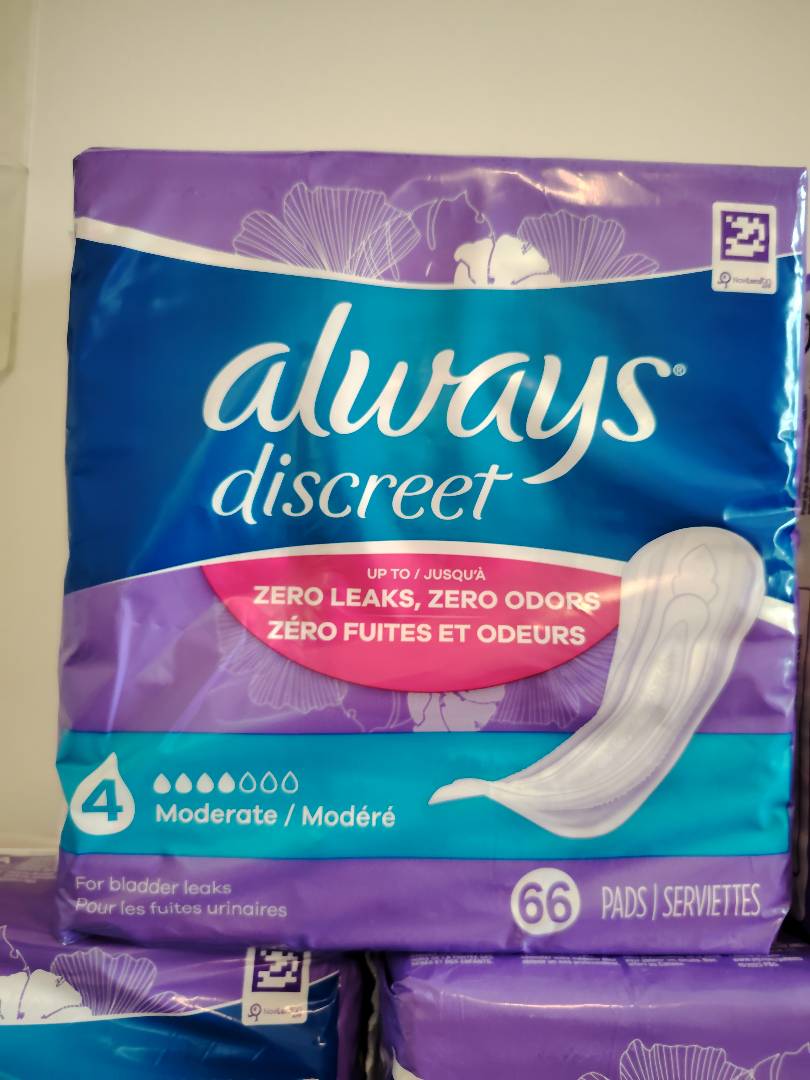 always®
discreet
UP TO / JUSQU'À
ZERO LEAKS, ZERO ODORS
ZÉRO FUITES ET ODEURS
4
Moderate / Modéré
For bladder leaks
Pour les fuites urinaires
66 PADS | SERVIETTES